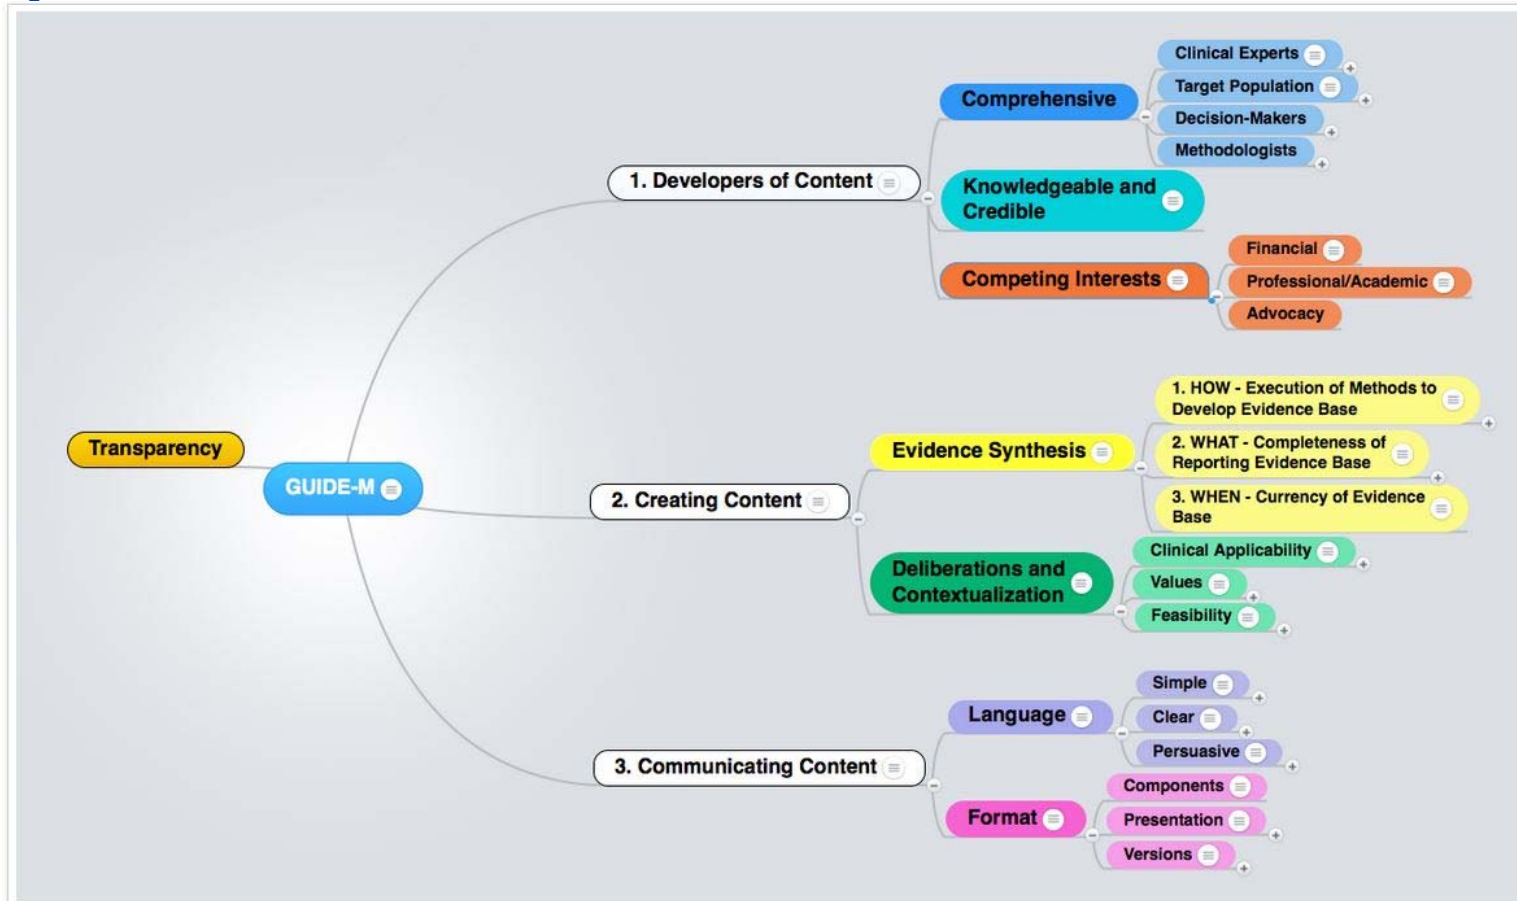 Transparency
GUIDE-M
1. Developers of Content
Comprehensive
Clinical Experts
Target Population
Decision-Makers
Methodologists
Knowledgeable and
Credible
Competing Interests
Financial
Professional/Academic
Advocacy
2. Creating Content
Evidence Synthesis
1. HOW - Execution of Methods to
Develop Evidence Base
2. WHAT - Completeness of
Reporting Evidence Base
3. WHEN - Currency of Evidence
Base
Deliberations and
Contextualization
Clinical Applicability
Values
Feasibility
3. Communicating Content
Language
Simple
Clear
Persuasive
Format
Components
Presentation
Versions